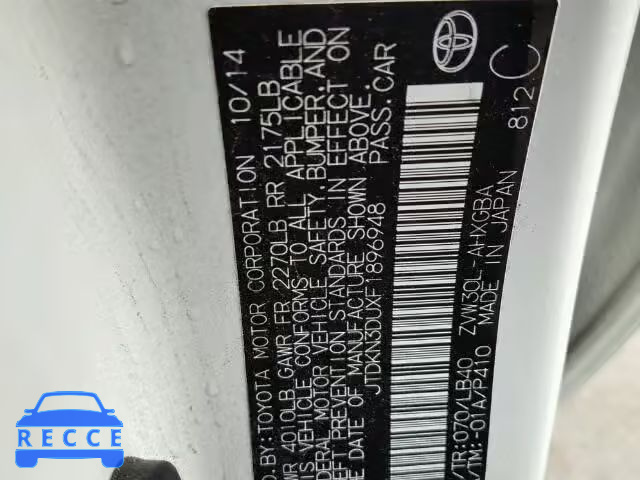 D.BY:TOYOTA MOTOR CORPORATION 10/14
WR 4010LB GAWR FR 2270LB RR 2175LB
IS VEHICLE CONFORMS TO ALL APPLICABLE
DERAL MOTOR VEHICLE SAFETY, BUMPER, AND
EFT PREVENTION STANDARDS IN EFFECT ON
E DATE OF MANUFACTURE SHOWN ABOVE.
JTDKN3DUXF1896948 PASS.CAR
/TR:070/LB40 ZVW30L-AHXGBA
/TM:-01A/P410 MADE IN JAPAN
812 C